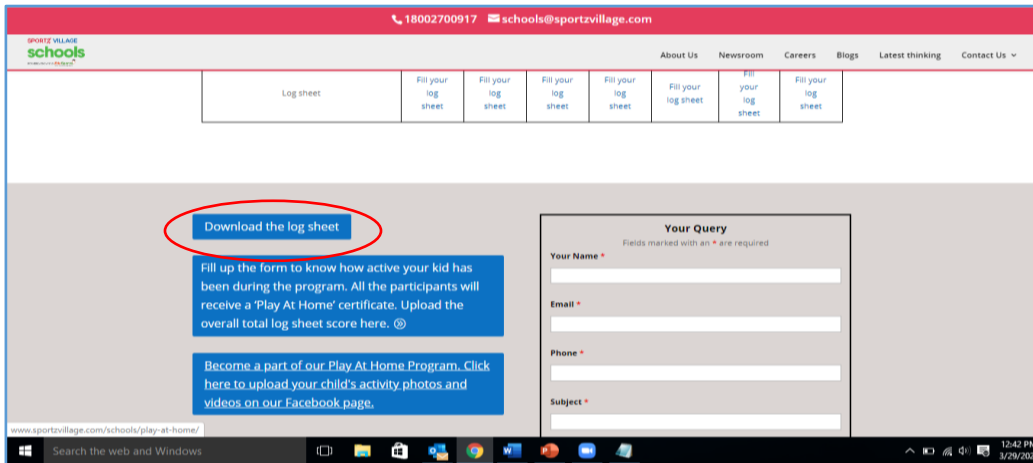 18002700917 schools@sportzvillage.com
SPORTZ VILLAGE
schools
About Us Newsroom Careers Blogs Latest thinking Contact Us
Log sheet
Fill your
log
sheet
Fill your
log
sheet
Fill your
log
sheet
Fill your
log
sheet
Fill your
log sheet
Fill
your
log
sheet
Fill your
log
sheet
Download the log sheet
Fill up the form to know how active your kid has
been during the program. All the participants will
receive a 'Play At Home' certificate. Upload the
overall total log sheet score here.
Become a part of our Play At Home Program. Click
here to upload your child's activity photos and
videos on our Facebook page.
Your Query
Fields marked with an * are required
Your Name *
Email *
Phone *
Subject *
www.sportzvillage.com/schools/play-at-home/
Search the web and Windows
12:42 PM
3/29/202